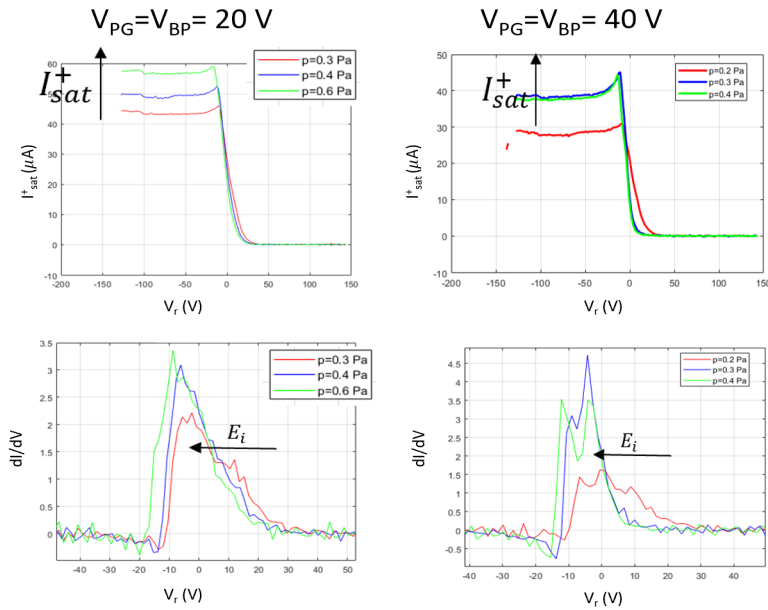 V_PG=V_BP= 20 V
V_PG=V_BP= 40 V
I⁺_sat (μA)
60
50
40
30
20
10
0
-10
-200 -150 -100 -50 0 50 100 150
V_r (V)
I⁺_sat
p=0.3 Pa
p=0.4 Pa
p=0.6 Pa
I⁺_sat (μA)
50
40
30
20
10
0
-10
-200 -150 -100 -50 0 50 100 150
V_r (V)
I⁺_sat
p=0.2 Pa
p=0.3 Pa
p=0.4 Pa
dI/dV
3.5
3
2.5
2
1.5
1
0.5
0
-40 -30 -20 -10 0 10 20 30 40 50
V_r (V)
p=0.3 Pa
p=0.4 Pa
p=0.6 Pa
E_i
dI/dV
4.5
4
3.5
3
2.5
2
1.5
1
0.5
0
-0.5
-40 -30 -20 -10 0 10 20 30 40
V_r (V)
p=0.2 Pa
p=0.3 Pa
p=0.4 Pa
E_i